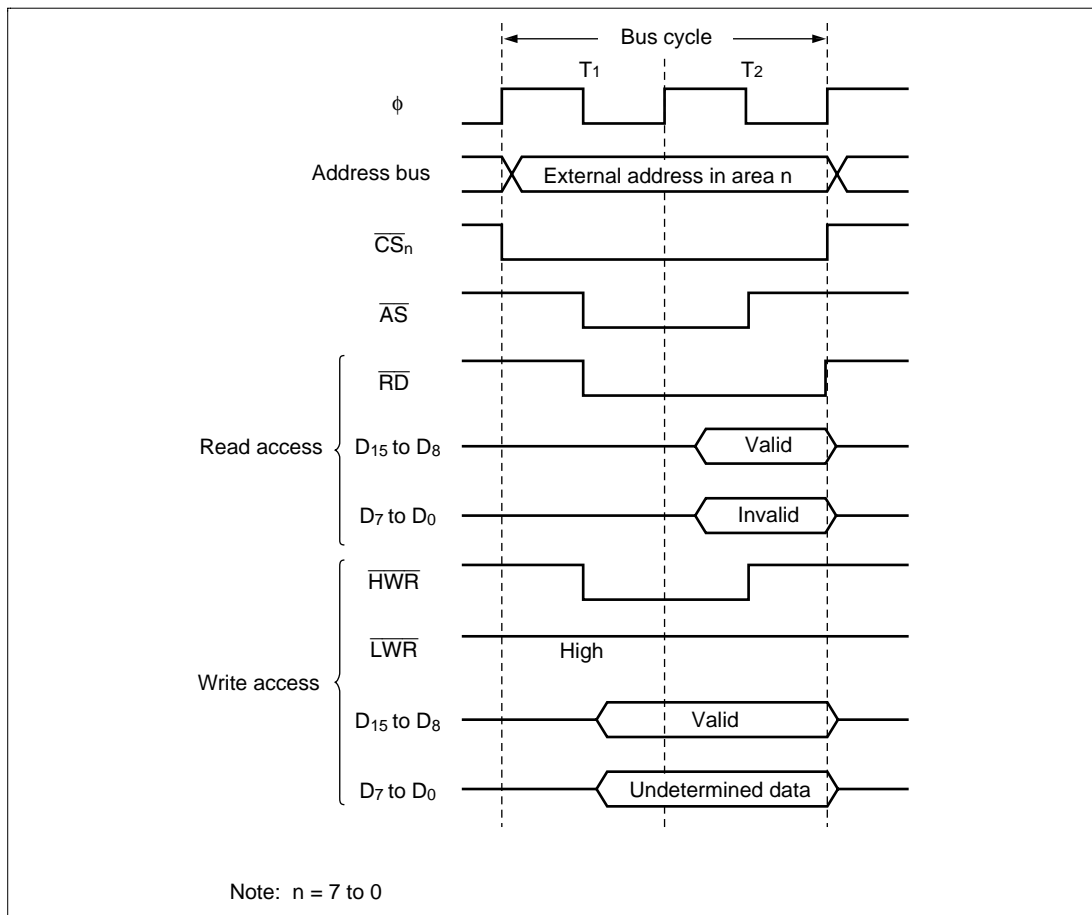 Bus cycle
T1 T2
ϕ
Address bus External address in area n
CSn
AS
RD
Read access D15 to D8 Valid
D7 to D0 Invalid
HWR
LWR High
Write access D15 to D8 Valid
D7 to D0 Undetermined data
Note: n = 7 to 0